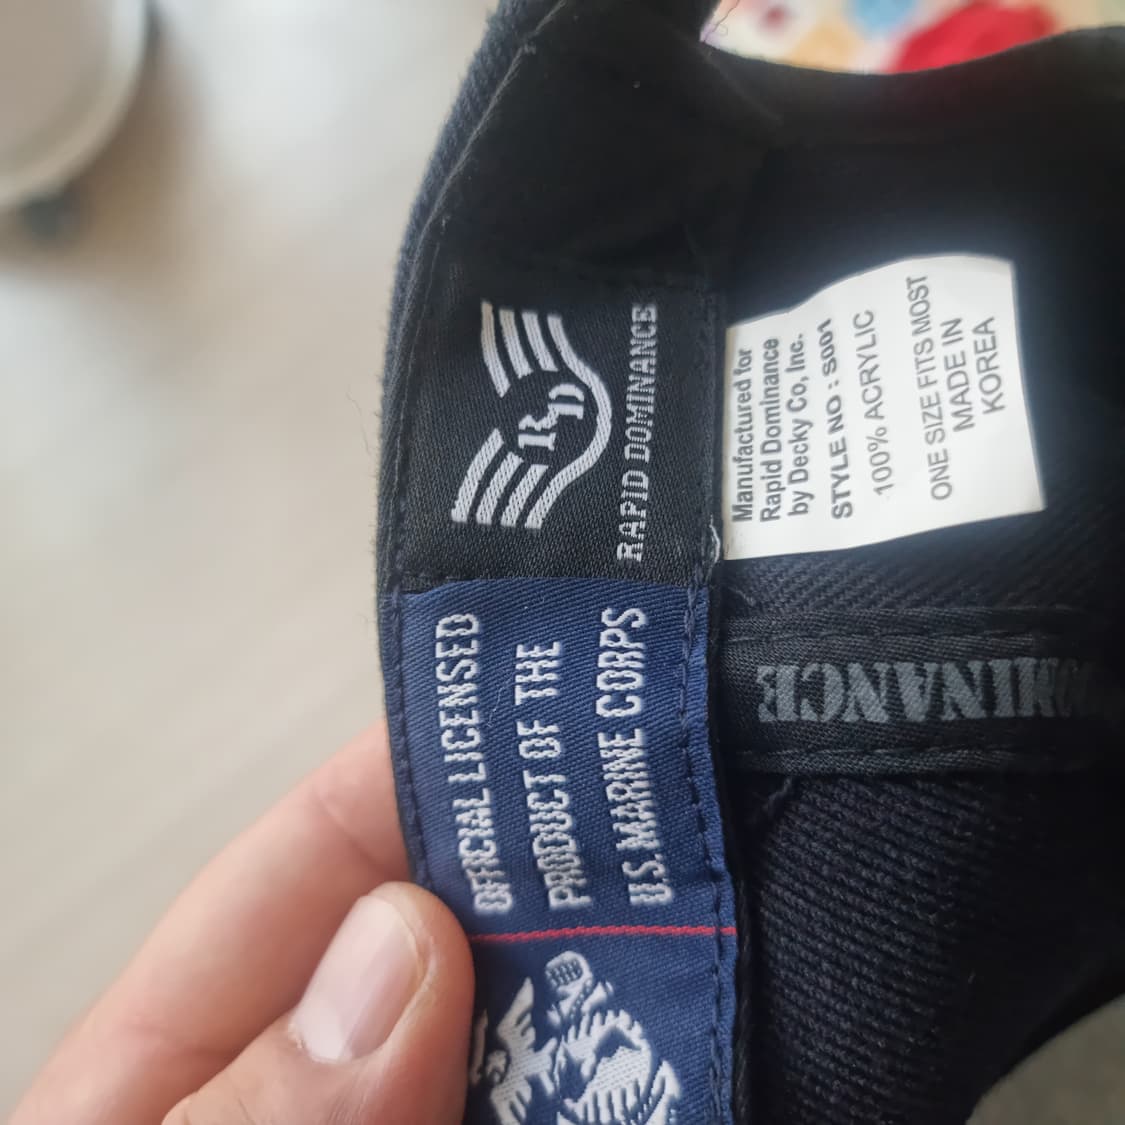 RD
RAPID DOMINANCE
Manufactured for
Rapid Dominance
by Decky Co, Inc.
STYLE NO : S001
100% ACRYLIC
ONE SIZE FITS MOST
MADE IN
KOREA
OFFICIAL LICENSED
PRODUCT OF THE
U.S. MARINE CORPS
MINANCE